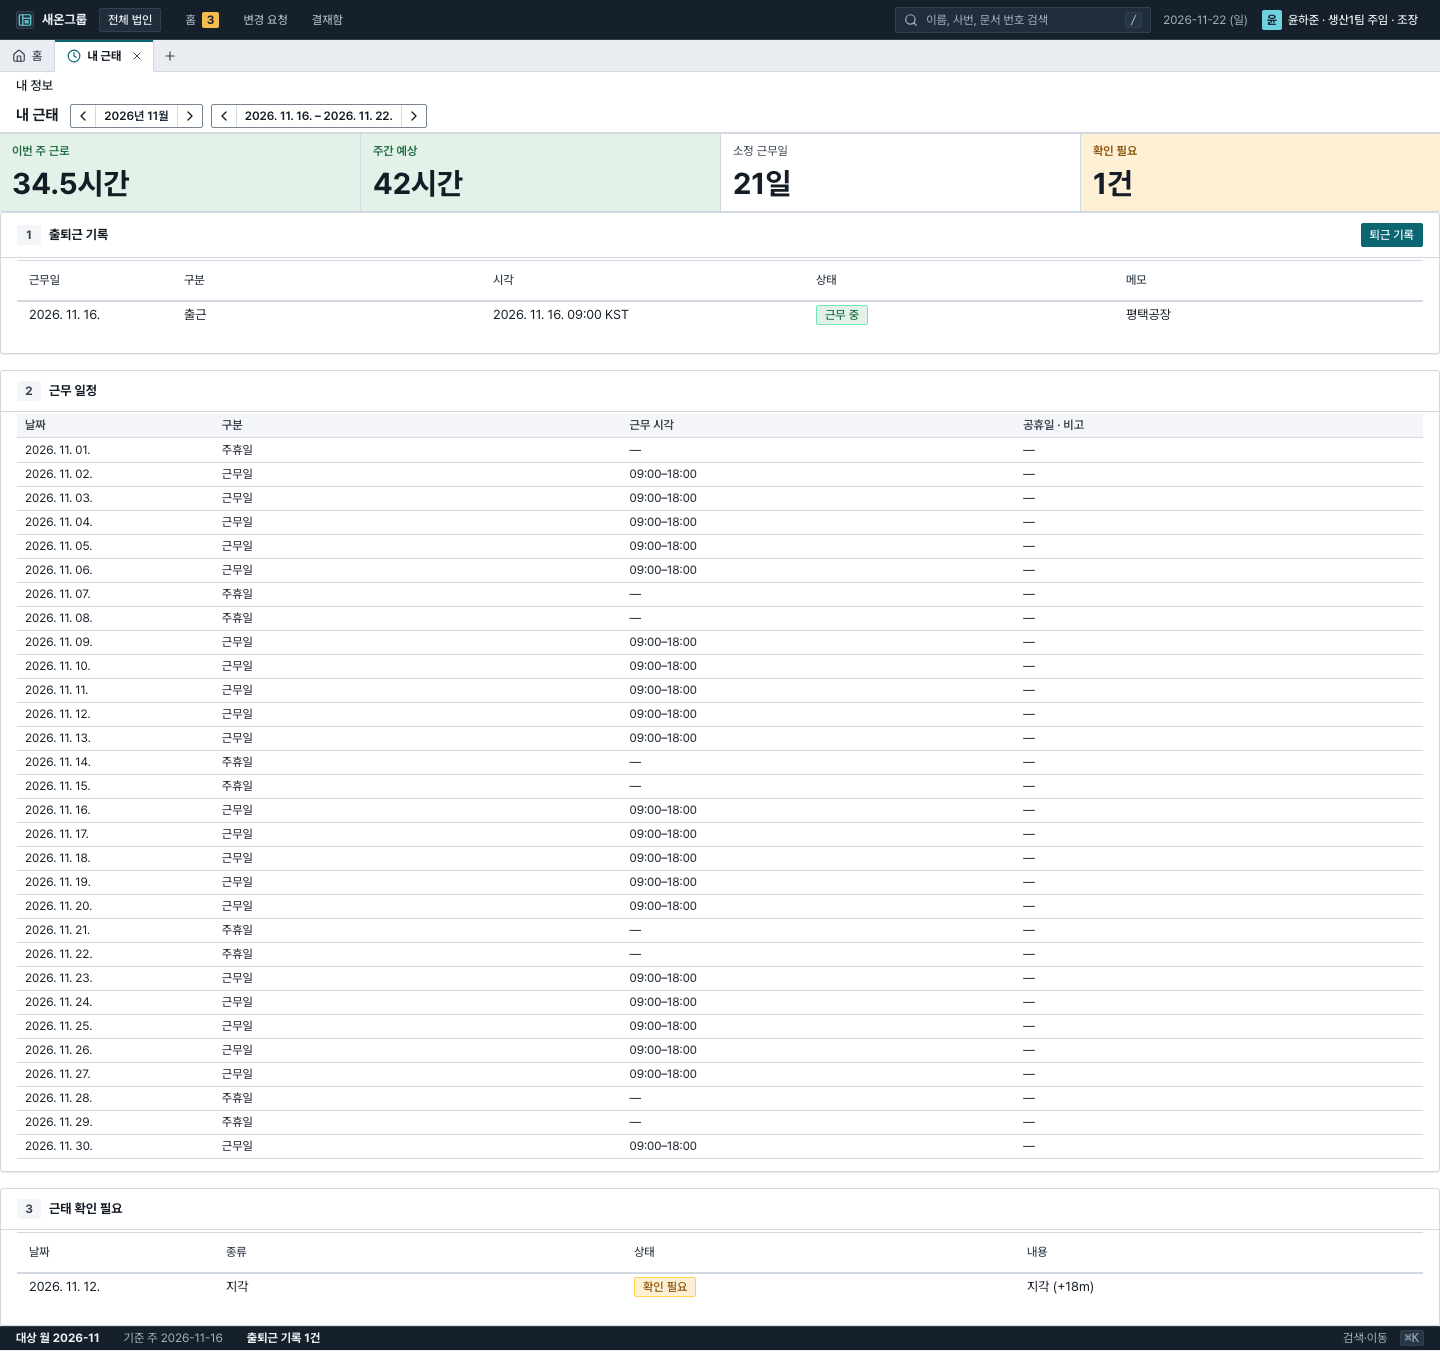 새온그룹 전체 법인 홈 3 변경 요청 결재함 이름, 사번, 문서 번호 검색 / 2026-11-22 (일) 윤 윤하준 · 생산1팀 주임 · 조장
홈 내 근태
내 정보
내 근태 2026년 11월 2026. 11. 16. – 2026. 11. 22.
이번 주 근로 주간 예상 소정 근무일 확인 필요
34.5시간 42시간 21일 1건
1 출퇴근 기록 퇴근 기록
근무일 구분 시각 상태 메모
2026. 11. 16. 출근 2026. 11. 16. 09:00 KST 근무 중 평택공장
2 근무 일정
날짜 구분 근무 시각 공휴일 · 비고
2026. 11. 01. 주휴일 — —
2026. 11. 02. 근무일 09:00–18:00 —
2026. 11. 03. 근무일 09:00–18:00 —
2026. 11. 04. 근무일 09:00–18:00 —
2026. 11. 05. 근무일 09:00–18:00 —
2026. 11. 06. 근무일 09:00–18:00 —
2026. 11. 07. 주휴일 — —
2026. 11. 08. 주휴일 — —
2026. 11. 09. 근무일 09:00–18:00 —
2026. 11. 10. 근무일 09:00–18:00 —
2026. 11. 11. 근무일 09:00–18:00 —
2026. 11. 12. 근무일 09:00–18:00 —
2026. 11. 13. 근무일 09:00–18:00 —
2026. 11. 14. 주휴일 — —
2026. 11. 15. 주휴일 — —
2026. 11. 16. 근무일 09:00–18:00 —
2026. 11. 17. 근무일 09:00–18:00 —
2026. 11. 18. 근무일 09:00–18:00 —
2026. 11. 19. 근무일 09:00–18:00 —
2026. 11. 20. 근무일 09:00–18:00 —
2026. 11. 21. 주휴일 — —
2026. 11. 22. 주휴일 — —
2026. 11. 23. 근무일 09:00–18:00 —
2026. 11. 24. 근무일 09:00–18:00 —
2026. 11. 25. 근무일 09:00–18:00 —
2026. 11. 26. 근무일 09:00–18:00 —
2026. 11. 27. 근무일 09:00–18:00 —
2026. 11. 28. 주휴일 — —
2026. 11. 29. 주휴일 — —
2026. 11. 30. 근무일 09:00–18:00 —
3 근태 확인 필요
날짜 종류 상태 내용
2026. 11. 12. 지각 확인 필요 지각 (+18m)
대상 월 2026-11 기준 주 2026-11-16 출퇴근 기록 1건 검색·이동 ⌘K